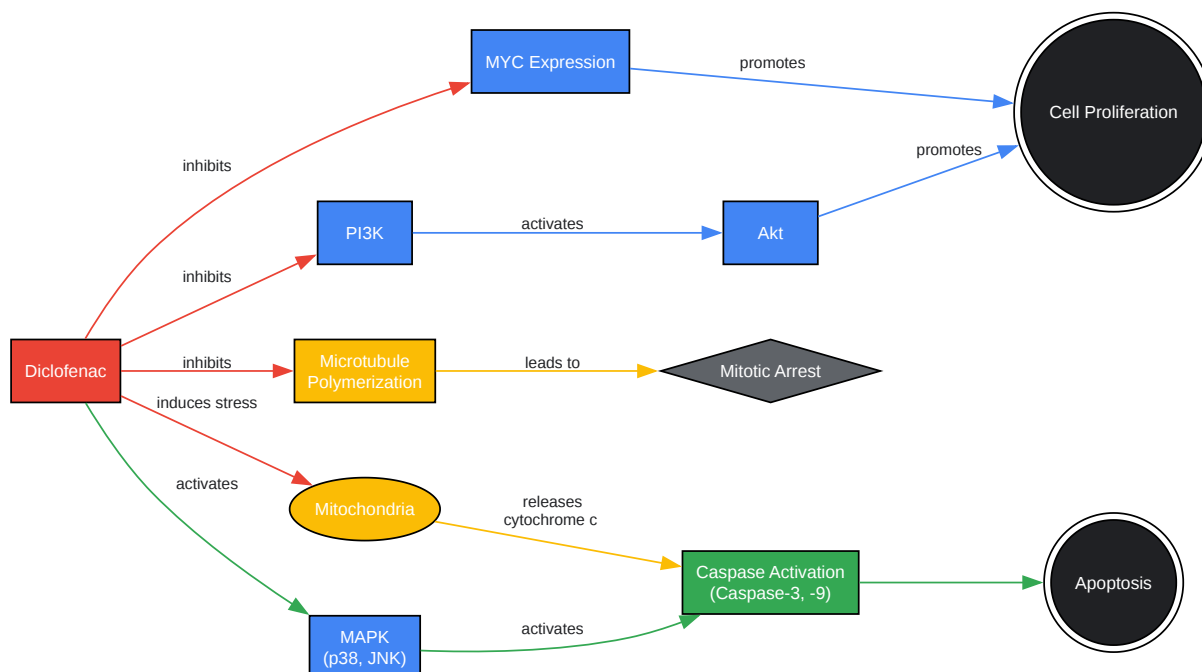 MYC Expression
promotes
Cell Proliferation
promotes
inhibits
PI3K
activates
Akt
inhibits
Diclofenac
inhibits
Microtubule
Polymerization
leads to
Mitotic Arrest
induces stress
activates
Mitochondria
releases
cytochrome c
Caspase Activation
(Caspase-3, -9)
Apoptosis
MAPK
(p38, JNK)
activates